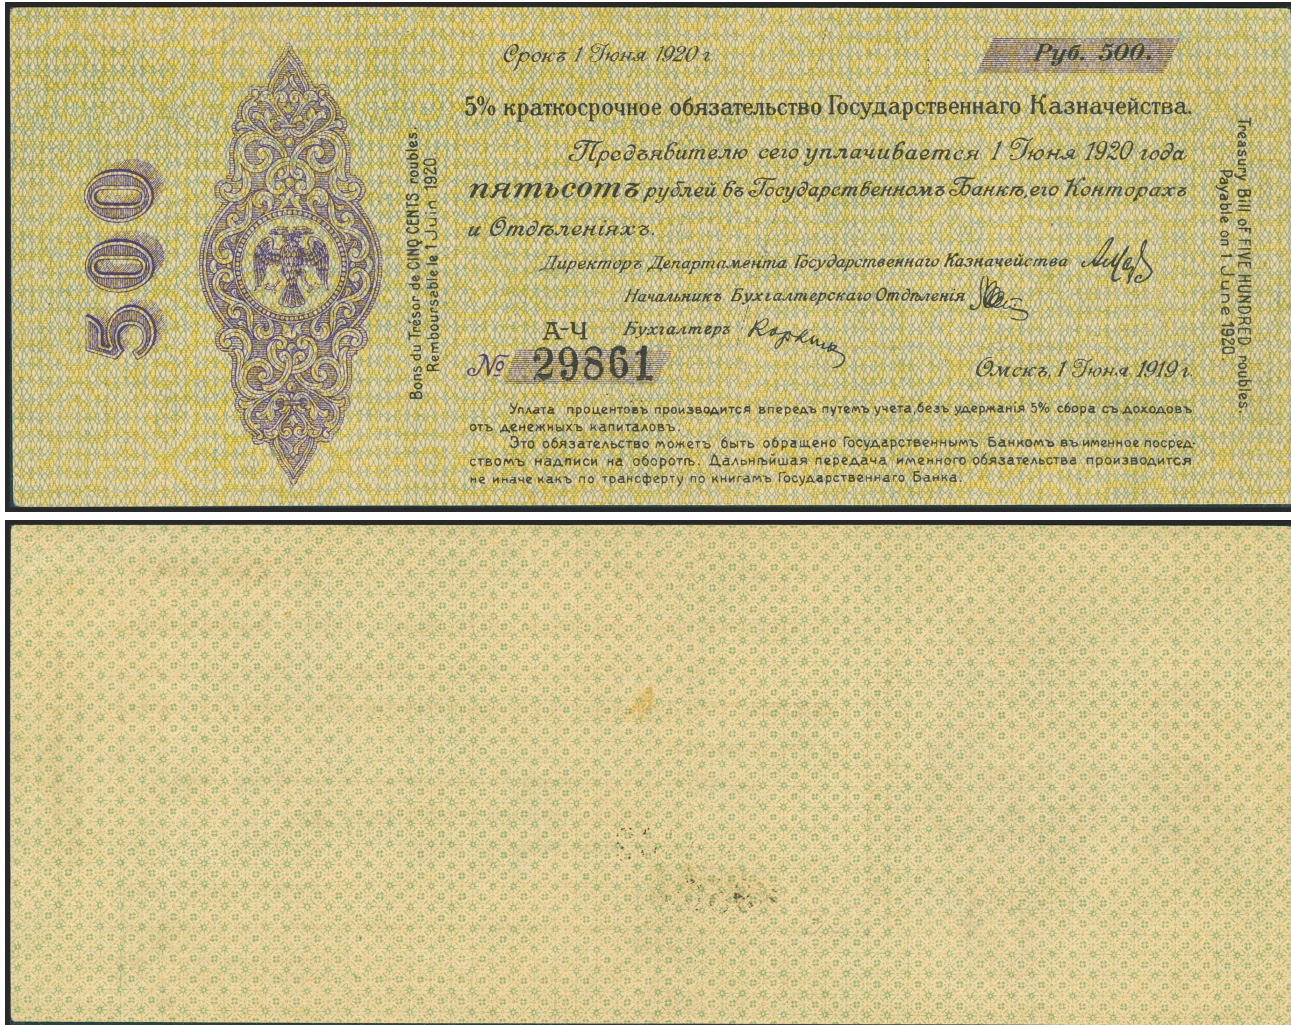 Срокъ 1 Іюня 1920 г.
Руб. 500.
5% краткосрочное обязательство Государственнаго Казначейства.
Предъявителю сего уплачивается 1 Іюня 1920 года
пятьсотъ рублей въ Государственномъ Банкѣ, его Конторахъ
и Отдѣленіяхъ.
Директоръ Департамента Государственнаго Казначейства
Начальникъ Бухгалтерскаго Отдѣленія
А-Ч Бухгалтеръ
№ 29861
Омскъ, 1 Іюня 1919 г.
Уплата процентовъ производится впередъ путемъ учета, безъ удержанія 5% сбора съ доходовъ
отъ денежныхъ капиталовъ.
Это обязательство можетъ быть обращено Государственнымъ Банкомъ въ именное посред-
ствомъ надписи на оборотѣ. Дальнѣйшая передача именного обязательства производится
не иначе какъ по трансферту по книгамъ Государственнаго Банка.
500
Bons du Trésor de CINQ CENTS roubles.
Remboursable le 1 Juin 1920
Treasury Bill of FIVE HUNDRED roubles.
Payable on 1 June 1920.